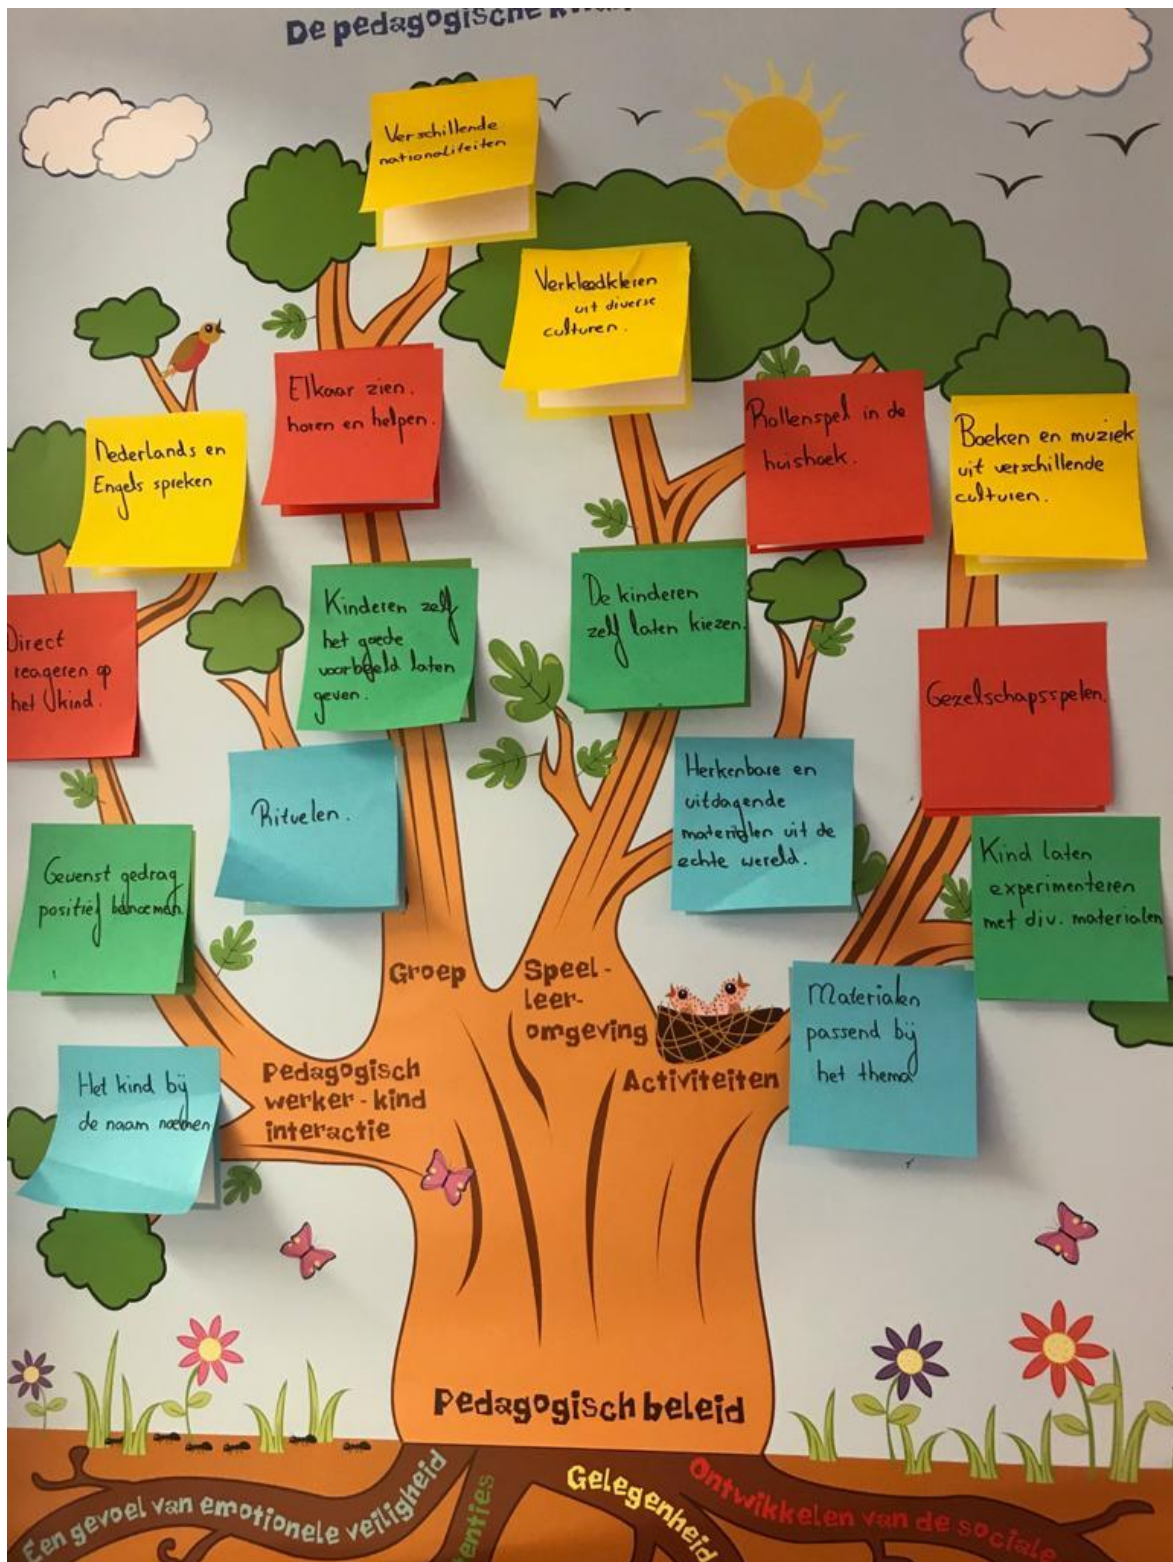 De pedagogische
Verschillende
nationaliteiten
Verkleedkleren
uit diverse
culturen.
Elkaar zien.
horen en helpen.
Rollenspel in de
huishoek.
Boeken en muziek
uit verschillende
culturen.
Nederlands en
Engels spreken
Direct
reageren op
het kind.
Kinderen zelf
het goede
voorbeeld laten
geven.
De kinderen
zelf laten kiezen.
Gezelschapsspelen.
Rituelen.
Herkenbare en
uitdagende
materialen uit de
echte wereld.
Gewenst gedrag
positief
Kind laten
experimenteren
met div. materialen
Groep
Speel-
leer-
omgeving
Materialen
passend bij
het thema
Het kind bij
de naam noemen
Pedagogisch
werker-kind
interactie
Activiteiten
Pedagogisch beleid
Een gevoel van emotionele veiligheid
enties
Gelegenheid
Ontwikkelen van de sociale